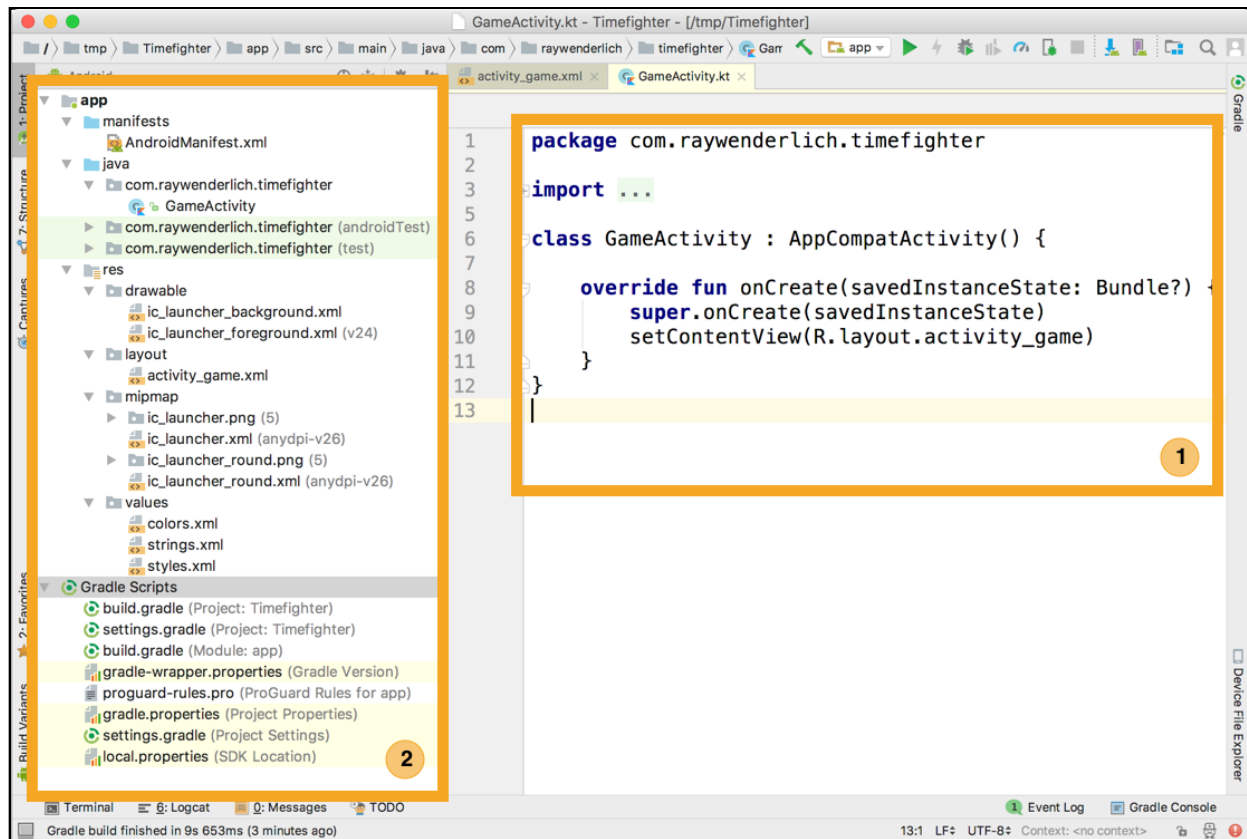 GameActivity.kt - Timefighter - [/tmp/Timefighter]
/ tmp Timefighter app src main java com raywenderlich timefighter Gam app
1: Project
Android
activity_game.xml GameActivity.kt
Gradle
app
manifests
AndroidManifest.xml
java
com.raywenderlich.timefighter
GameActivity
com.raywenderlich.timefighter (androidTest)
com.raywenderlich.timefighter (test)
res
drawable
ic_launcher_background.xml
ic_launcher_foreground.xml (v24)
layout
activity_game.xml
mipmap
ic_launcher.png (5)
ic_launcher.xml (anydpi-v26)
ic_launcher_round.png (5)
ic_launcher_round.xml (anydpi-v26)
values
colors.xml
strings.xml
styles.xml
Gradle Scripts
build.gradle (Project: Timefighter)
settings.gradle (Project: Timefighter)
build.gradle (Module: app)
gradle-wrapper.properties (Gradle Version)
proguard-rules.pro (ProGuard Rules for app)
gradle.properties (Project Properties)
settings.gradle (Project Settings)
local.properties (SDK Location)
2
7: Structure
Captures
2: Favorites
Build Variants
1 package com.raywenderlich.timefighter
2
3 import ...
5
6 class GameActivity : AppCompatActivity() {
7
8 override fun onCreate(savedInstanceState: Bundle?) {
9 super.onCreate(savedInstanceState)
10 setContentView(R.layout.activity_game)
11 }
12 }
13
1
Device File Explorer
Terminal 6: Logcat 0: Messages TODO 1 Event Log Gradle Console
Gradle build finished in 9s 653ms (3 minutes ago) 13:1 LF UTF-8 Context: <no context>